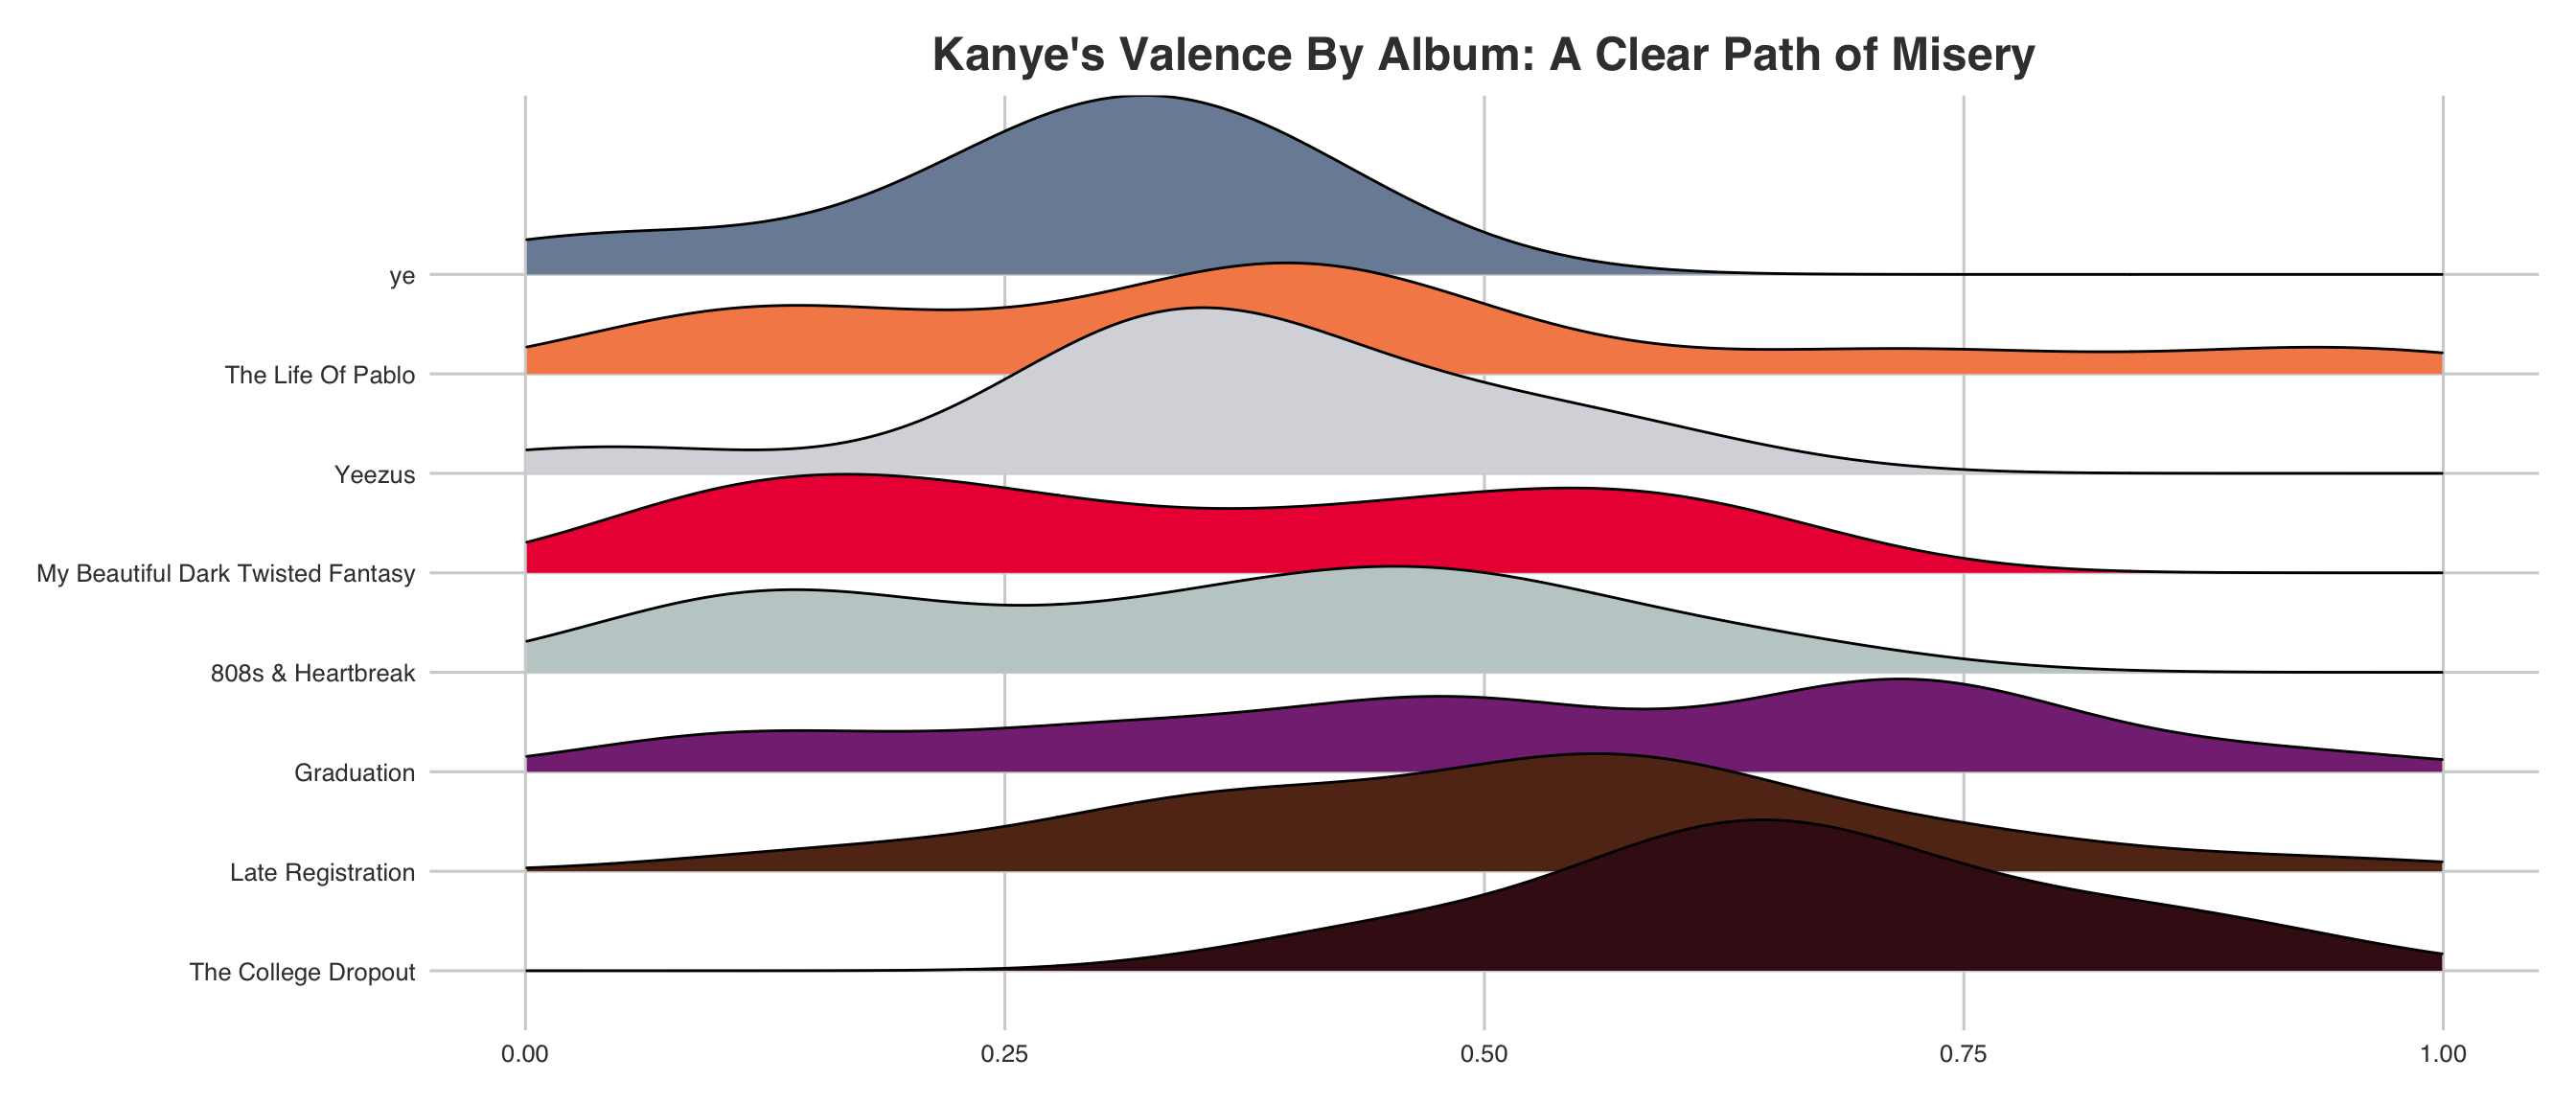 Kanye's Valence By Album: A Clear Path of Misery
ye
The Life Of Pablo
Yeezus
My Beautiful Dark Twisted Fantasy
808s & Heartbreak
Graduation
Late Registration
The College Dropout
0.00 0.25 0.50 0.75 1.00